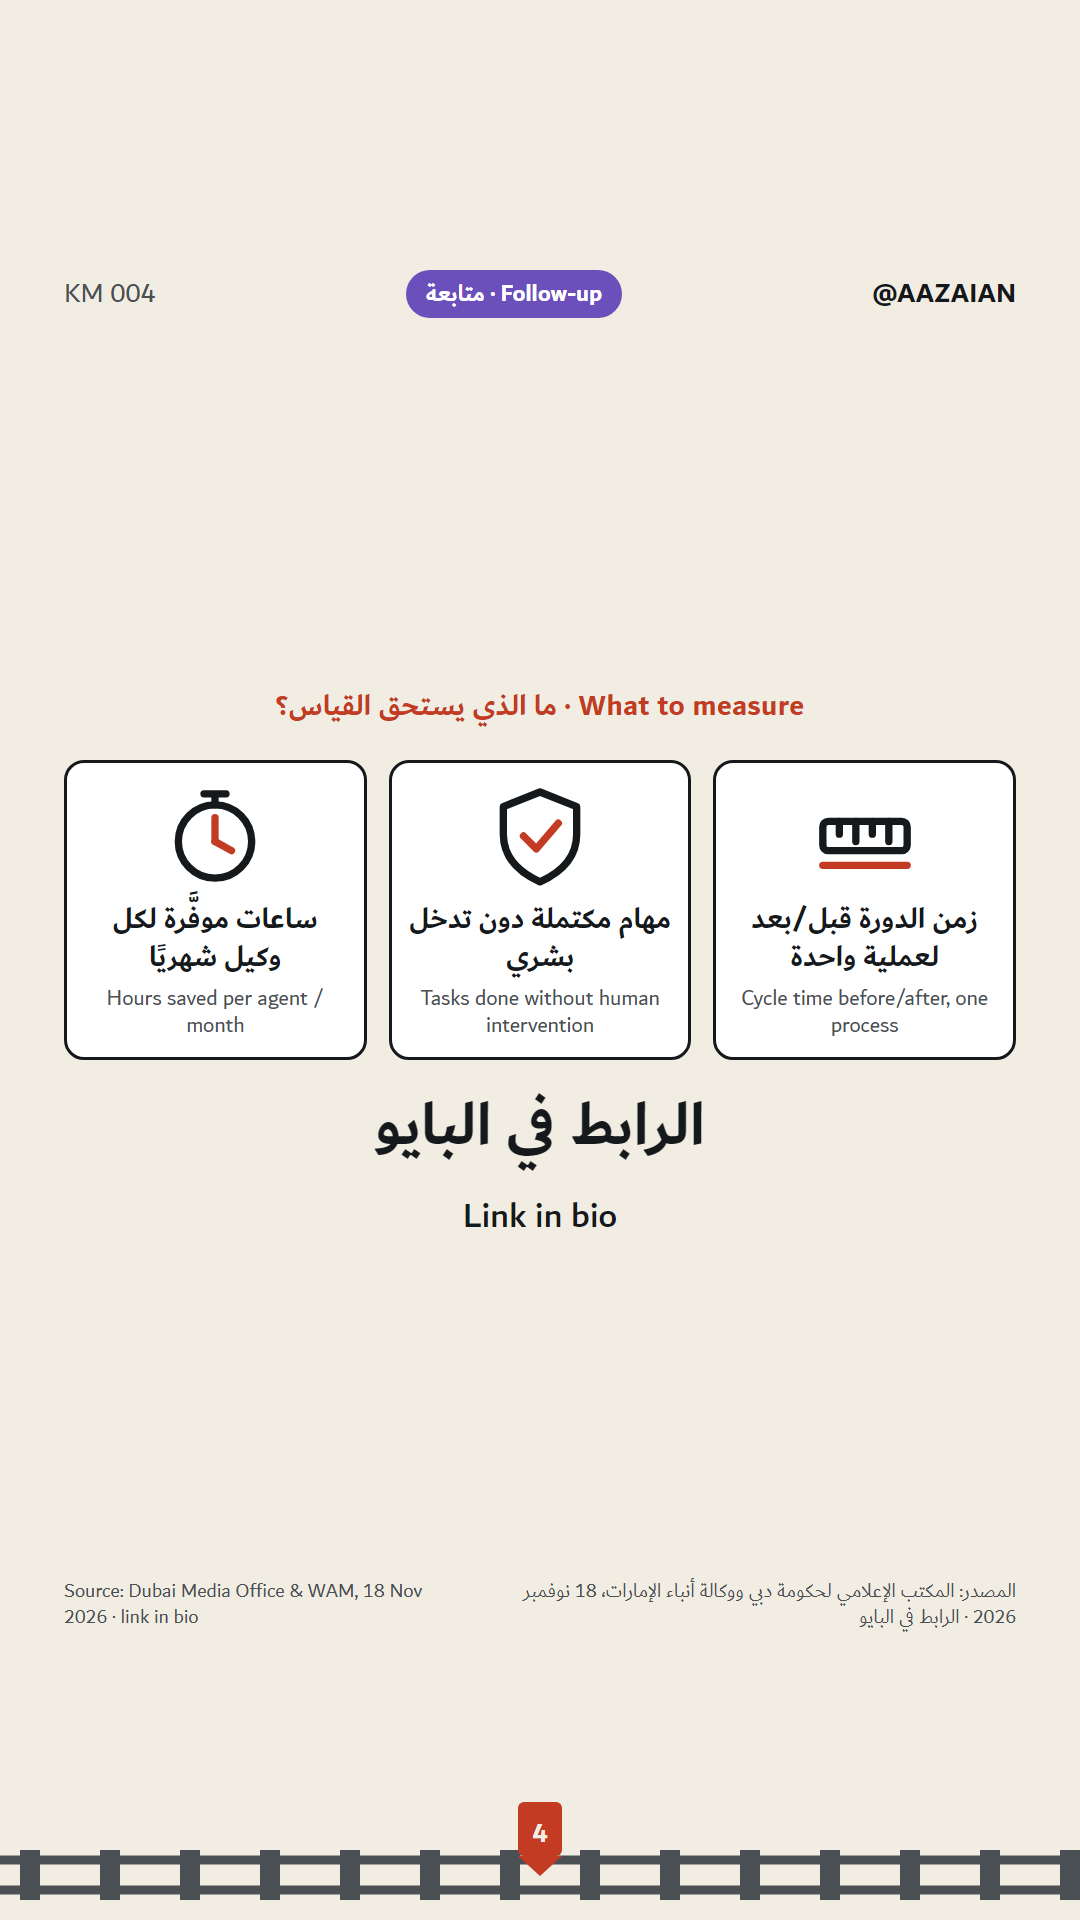 KM 004
متابعة · Follow-up
@AAZAIAN
ما الذي يستحق القياس؟ · What to measure
زمن الدورة قبل/بعد
لعملية واحدة
Cycle time before/after, one
process
مهام مكتملة دون تدخل
بشري
Tasks done without human
intervention
ساعات موفَّرة لكل
وكيل شهريًا
Hours saved per agent /
month
الرابط في البايو
Link in bio
المصدر: المكتب الإعلامي لحكومة دبي ووكالة أنباء الإمارات، 18 نوفمبر
2026 · الرابط في البايو
Source: Dubai Media Office & WAM, 18 Nov
2026 · link in bio
4